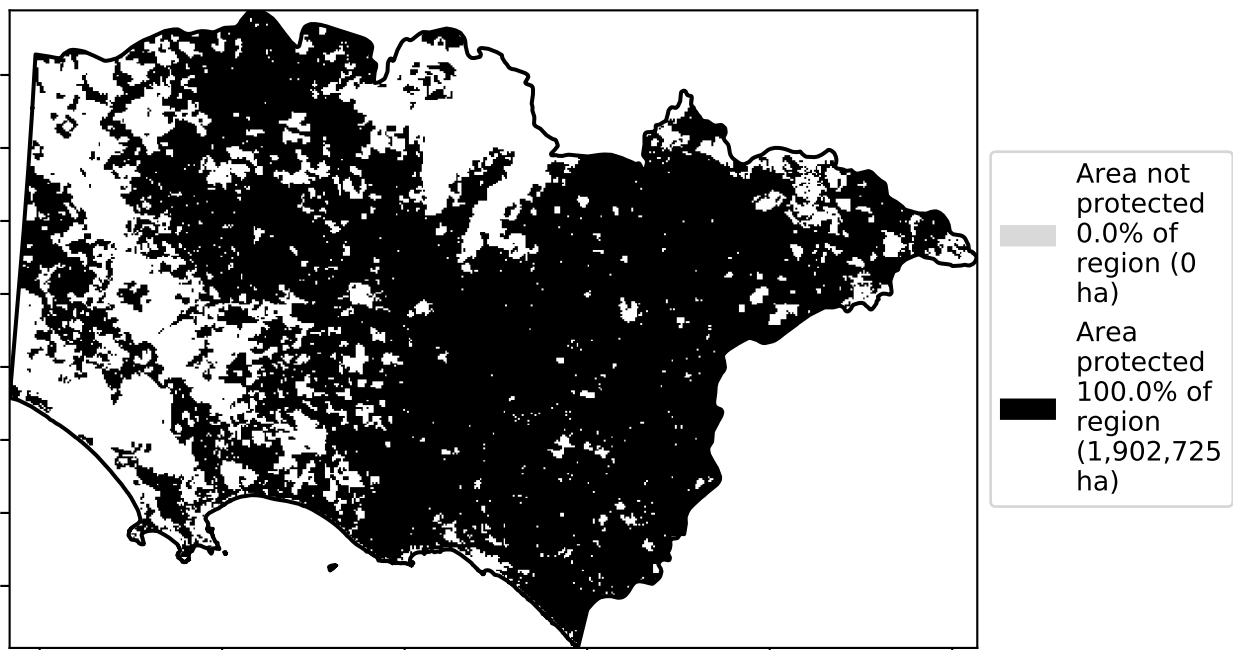 Area not
protected
0.0% of
region (0
ha)
Area
protected
100.0% of
region
(1,902,725
ha)